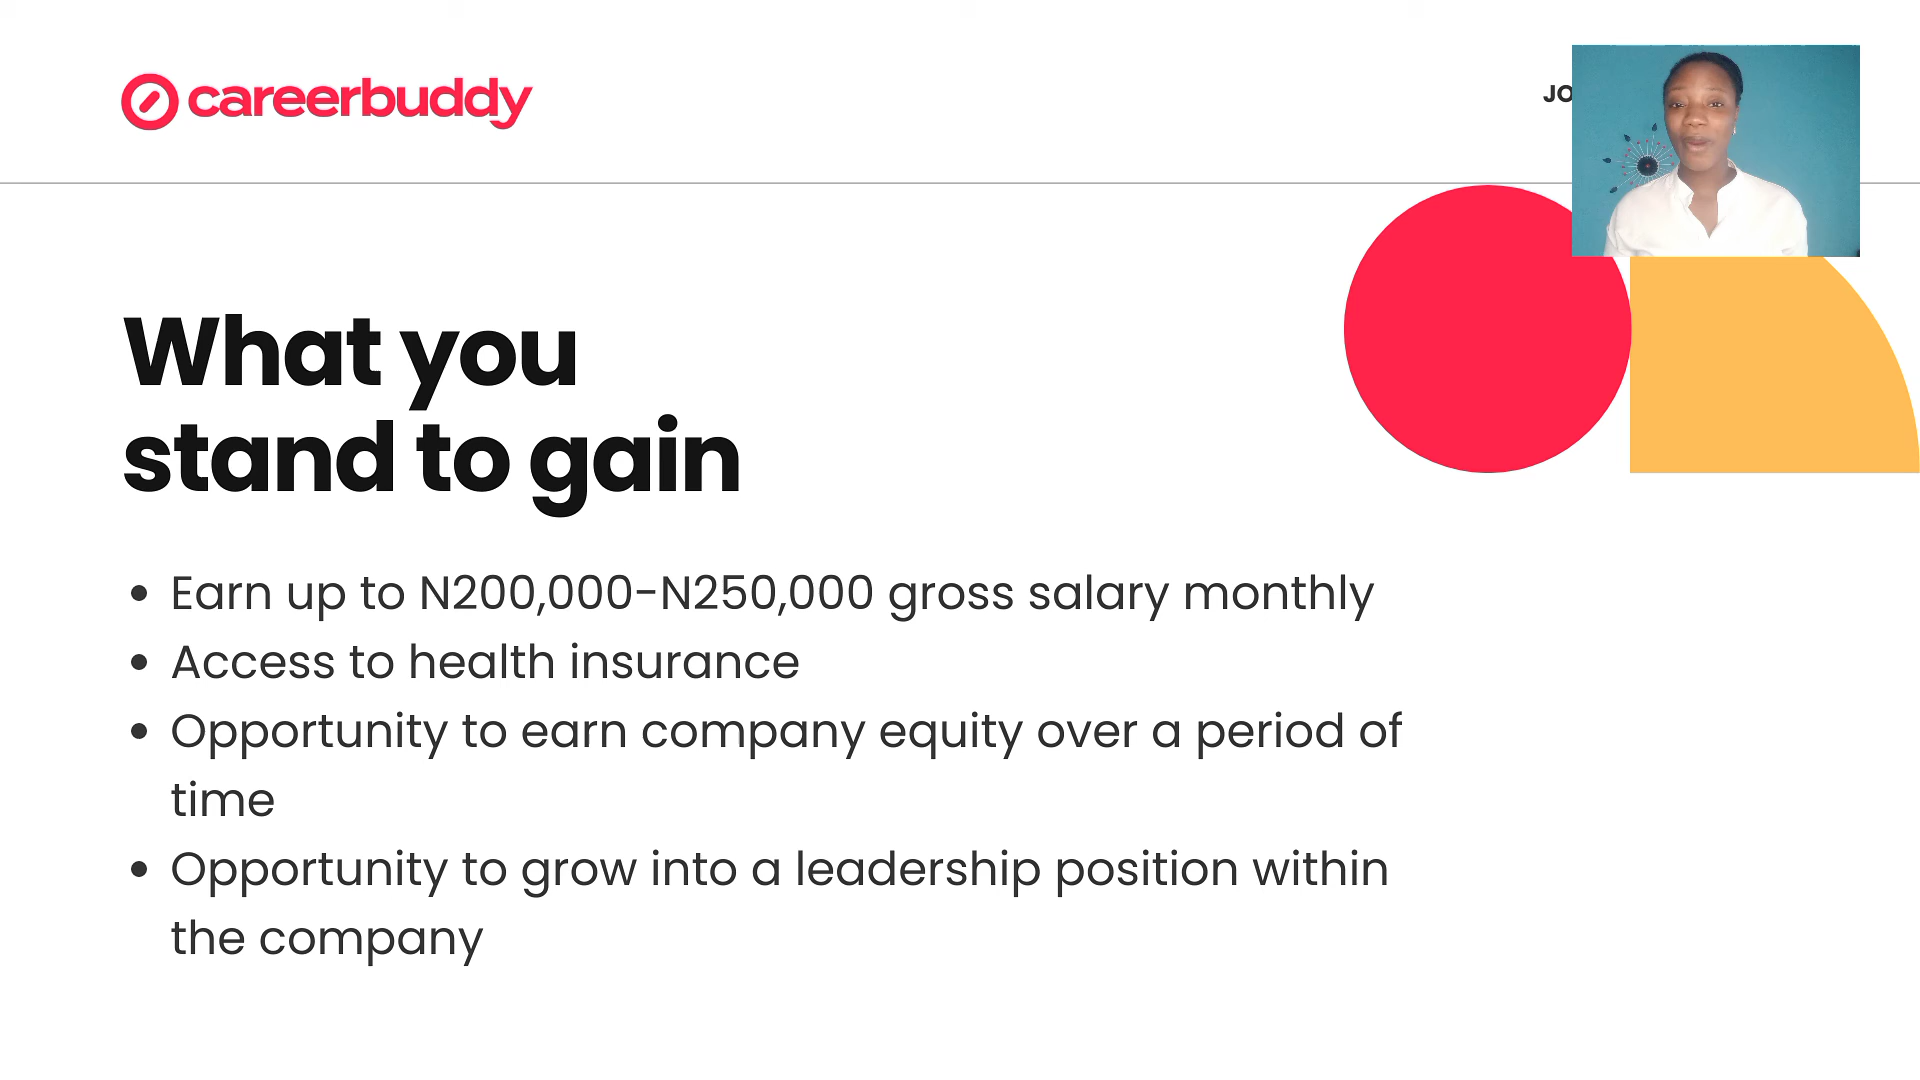 careerbuddy
What you
stand to gain
• Earn up to N200,000-N250,000 gross salary monthly
• Access to health insurance
• Opportunity to earn company equity over a period of
time
• Opportunity to grow into a leadership position within
the company